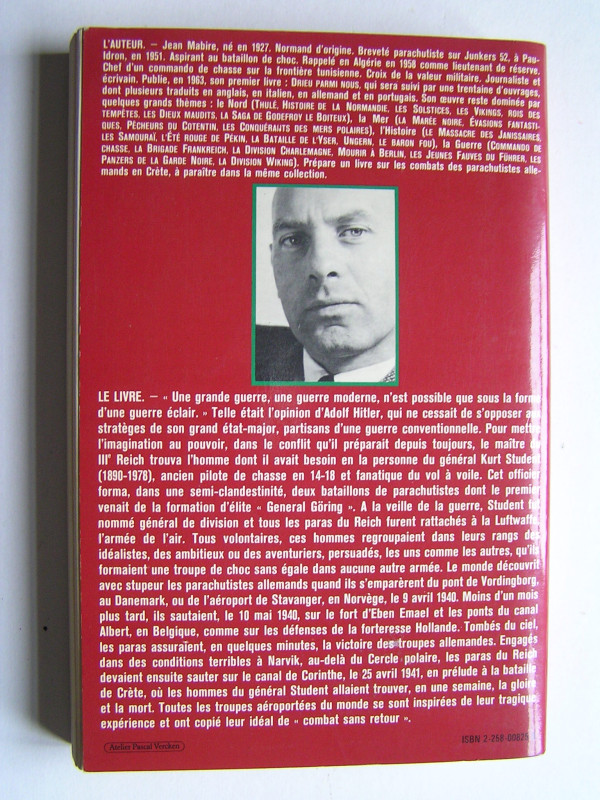 L'AUTEUR. — Jean Mabire, né en 1927. Normand d'origine. Breveté parachutiste sur Junkers 52, à Pau-
Idron, en 1951. Aspirant au bataillon de choc. Rappelé en Algérie en 1958 comme lieutenant de réserve.
Chef d'un commando de chasse sur la frontière tunisienne. Croix de la valeur militaire. Journaliste et
écrivain. Publie, en 1963, son premier livre : DRIEU PARMI NOUS, qui sera suivi par une trentaine d'ouvrages,
dont plusieurs traduits en anglais, en italien, en allemand et en portugais. Son œuvre reste dominée par
quelques grands thèmes : le Nord (THULÉ, HISTOIRE DE LA NORMANDIE, LES SOLSTICES, LES VIKINGS, ROIS DES
TEMPÊTES, LES DIEUX MAUDITS, LA SAGA DE GODEFROY LE BOITEUX), la Mer (LA MARÉE NOIRE, ÉVASIONS FANTASTI-
QUES, PÊCHEURS DU COTENTIN, LES CONQUÉRANTS DES MERS POLAIRES), l'Histoire (LE MASSACRE DES JANISSAIRES,
LES SAMOURAÏ, L'ÉTÉ ROUGE DE PÉKIN, LA BATAILLE DE L'YSER, UNGERN, LE BARON FOU), la Guerre (COMMANDO DE
CHASSE, LA BRIGADE FRANKREICH, LA DIVISION CHARLEMAGNE, MOURIR À BERLIN, LES JEUNES FAUVES DU FÜHRER, LES
PANZERS DE LA GARDE NOIRE, LA DIVISION WIKING). Prépare un livre sur les combats des parachutistes alle-
mands en Crète, à paraître dans la même collection.
LE LIVRE. — « Une grande guerre, une guerre moderne, n'est possible que sous la forme
d'une guerre éclair. » Telle était l'opinion d'Adolf Hitler, qui ne cessait de s'opposer aux
stratèges de son grand état-major, partisans d'une guerre conventionnelle. Pour mettre
l'imagination au pouvoir, dans le conflit qu'il préparait depuis toujours, le maître du
IIIe Reich trouva l'homme dont il avait besoin en la personne du général Kurt Student
(1890-1978), ancien pilote de chasse en 14-18 et fanatique du vol à voile. Cet officier
forma, dans une semi-clandestinité, deux bataillons de parachutistes dont le premier
venait de la formation d'élite « General Göring ». A la veille de la guerre, Student fut
nommé général de division et tous les paras du Reich furent rattachés à la Luftwaffe,
l'armée de l'air. Tous volontaires, ces hommes regroupaient dans leurs rangs des
idéalistes, des ambitieux ou des aventuriers, persuadés, les uns comme les autres, qu'ils
formaient une troupe de choc sans égale dans aucune autre armée. Le monde découvrit
avec stupeur les parachutistes allemands quand ils s'emparèrent du pont de Vordingborg,
au Danemark, ou de l'aéroport de Stavanger, en Norvège, le 9 avril 1940. Moins d'un mois
plus tard, ils sautaient, le 10 mai 1940, sur le fort d'Eben Emael et les ponts du canal
Albert, en Belgique, comme sur les défenses de la forteresse Hollande. Tombés du ciel,
les paras assuraient, en quelques minutes, la victoire des troupes allemandes. Engagés
dans des conditions terribles à Narvik, au-delà du Cercle polaire, les paras du Reich
devaient ensuite sauter sur le canal de Corinthe, le 25 avril 1941, en prélude à la bataille
de Crète, où les hommes du général Student allaient trouver, en une semaine, la gloire
et la mort. Toutes les troupes aéroportées du monde se sont inspirées de leur tragique
expérience et ont copié leur idéal de « combat sans retour ».
Atelier Pascal Vercken
ISBN 2-258-00825